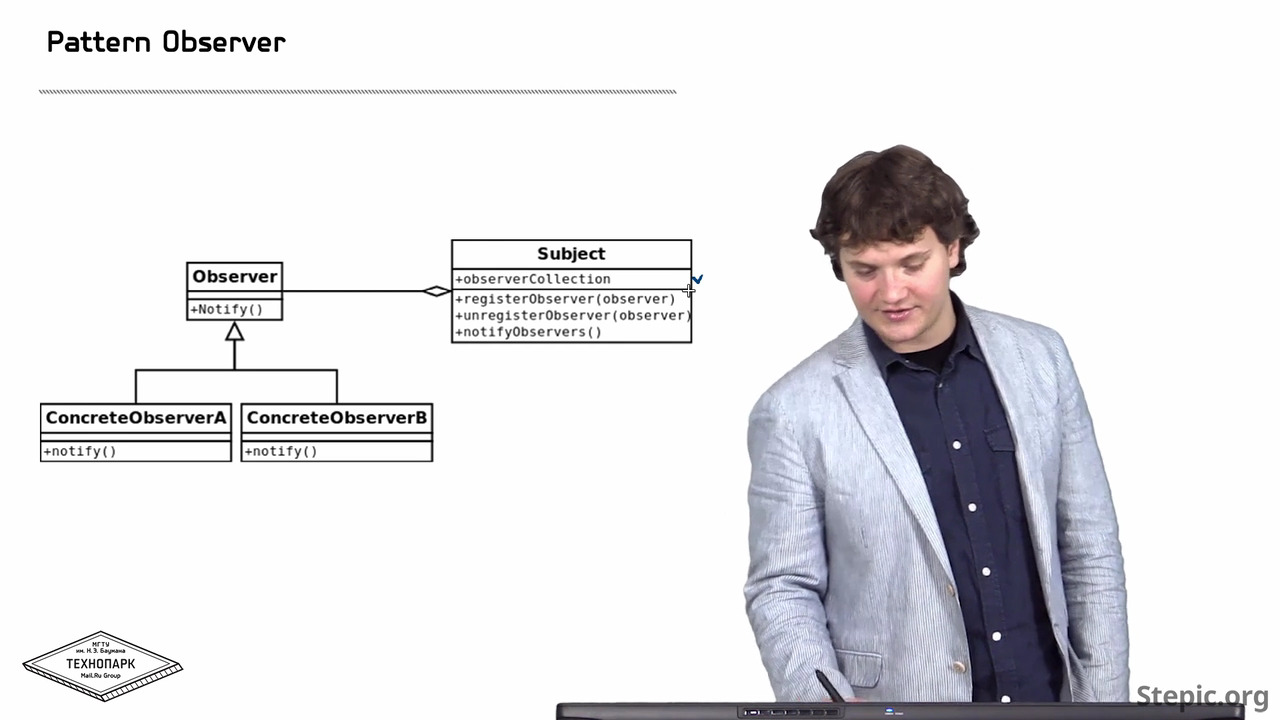 Pattern Observer
Observer
+Notify()
Subject
+observerCollection
+registerObserver(observer)
+unregisterObserver(observer)
+notifyObservers()
ConcreteObserverA
+notify()
ConcreteObserverB
+notify()
МГТУ
им. Н.Э. Баумана
ТЕХНОПАРК
Mail.Ru Group
Stepic.org